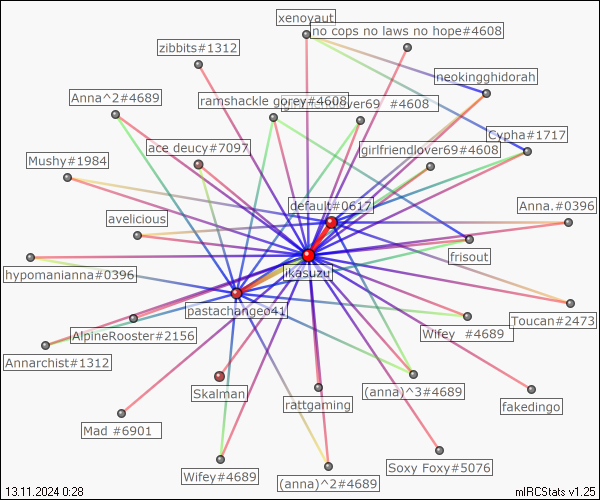 xenoyaut
no cops no laws no hope#4608
zibbits#1312
neokingghidorah
Anna^2#4689
ramshackle gorey#4608
#4608
Cypha#1717
ace deucy#7097
girlfriendlover69#4608
Mushy#1984
default#0617
Anna.#0396
avelicious
frisout
ikasuzu
hypomanianna#0396
pastachangeo41
Toucan#2473
AlpineRooster#2156
Wifey #4689
Annarchist#1312
Skalman
(anna)^3#4689
rattgaming
fakedingo
Mad #6901
Soxy Foxy#5076
Wifey#4689
(anna)^2#4689
13.11.2024 0:28
mIRCStats v1.25